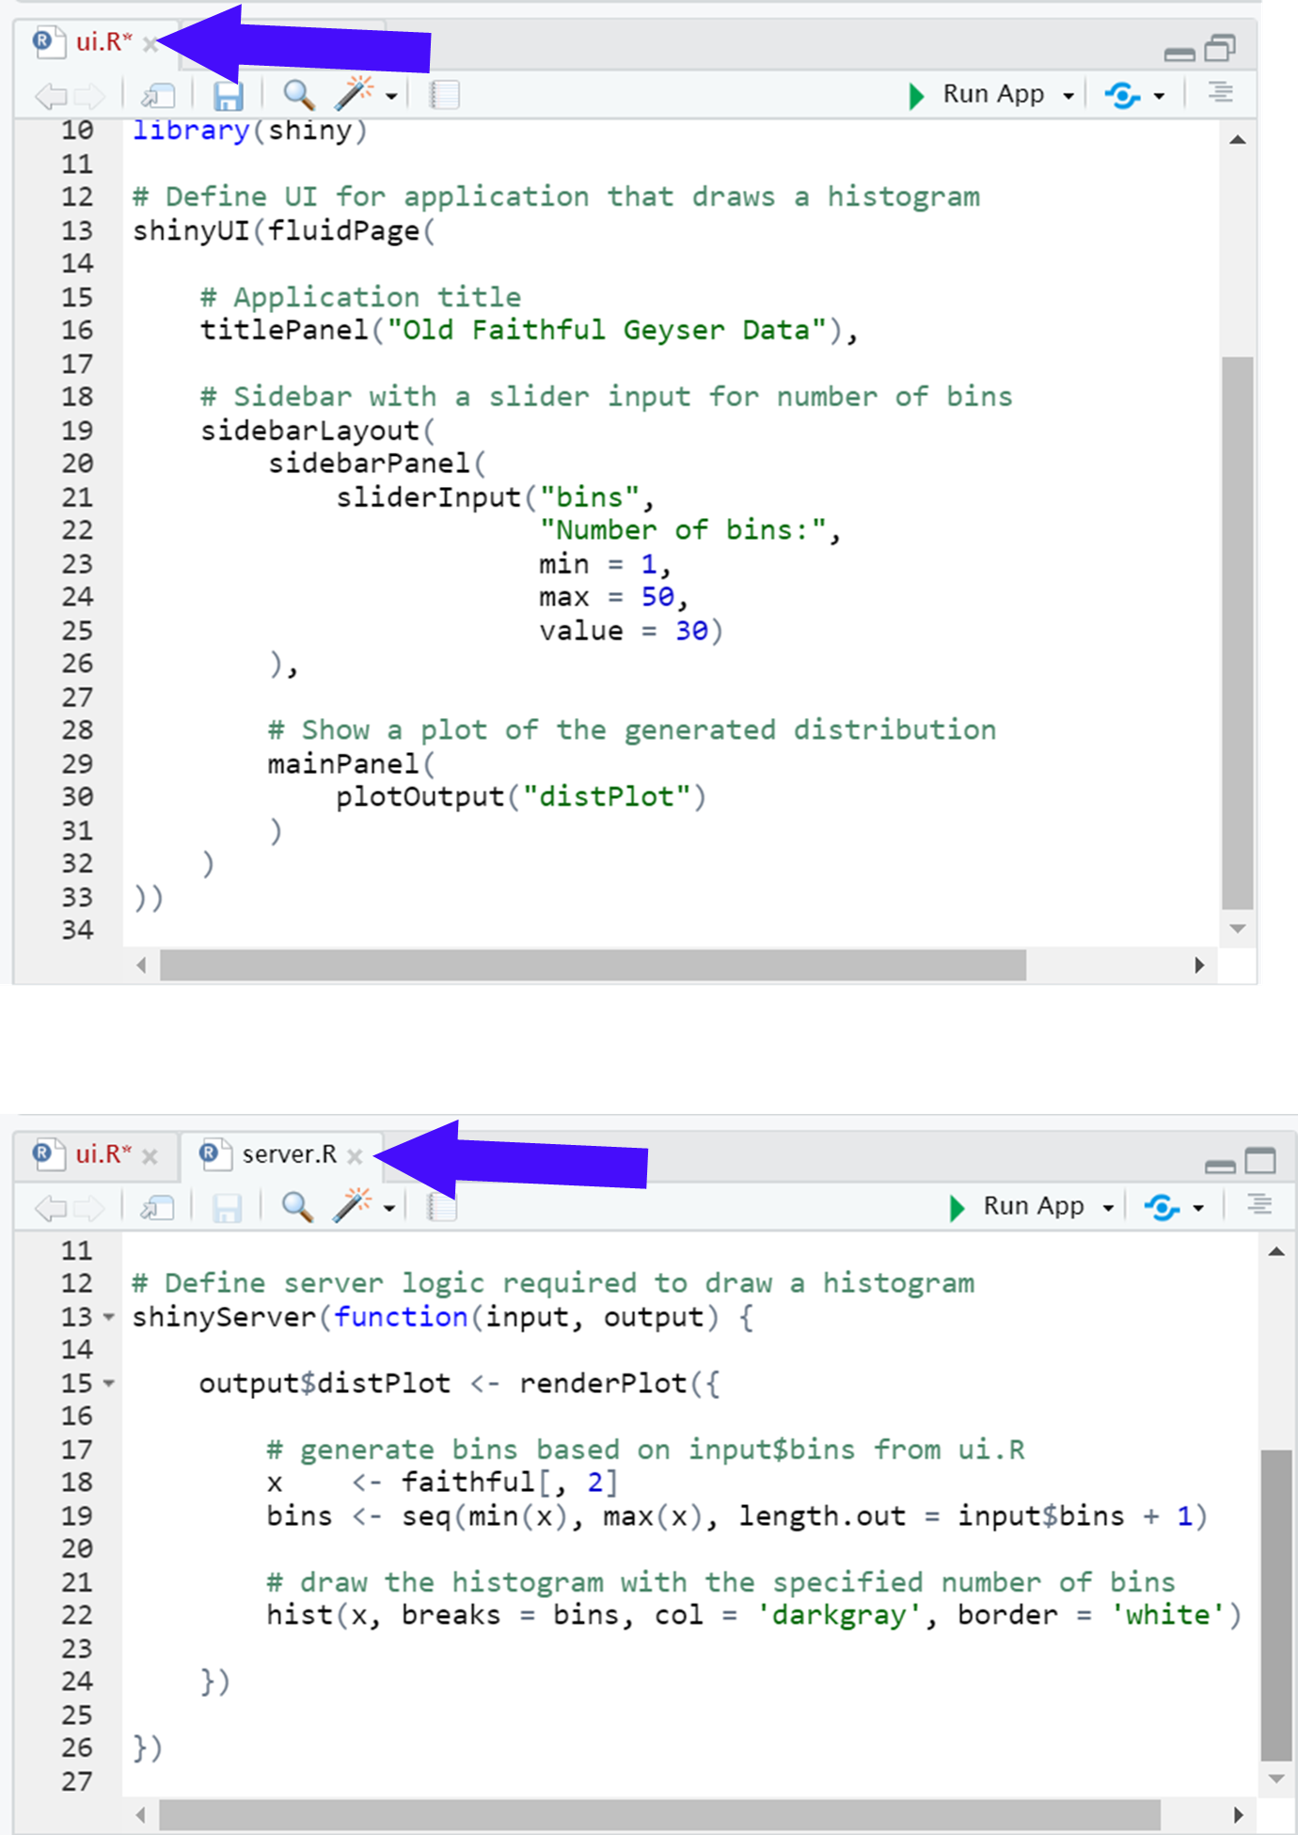 ui.R*
Run App
10 library(shiny)
11
12 # Define UI for application that draws a histogram
13 shinyUI(fluidPage(
14
15     # Application title
16     titlePanel("Old Faithful Geyser Data"),
17
18     # Sidebar with a slider input for number of bins
19     sidebarLayout(
20         sidebarPanel(
21             sliderInput("bins",
22                         "Number of bins:",
23                         min = 1,
24                         max = 50,
25                         value = 30)
26         ),
27
28         # Show a plot of the generated distribution
29         mainPanel(
30             plotOutput("distPlot")
31         )
32     )
33 ))
34
ui.R* server.R
Run App
11
12 # Define server logic required to draw a histogram
13 shinyServer(function(input, output) {
14
15     output$distPlot <- renderPlot({
16
17         # generate bins based on input$bins from ui.R
18         x    <- faithful[, 2]
19         bins <- seq(min(x), max(x), length.out = input$bins + 1)
20
21         # draw the histogram with the specified number of bins
22         hist(x, breaks = bins, col = 'darkgray', border = 'white')
23
24     })
25
26 })
27